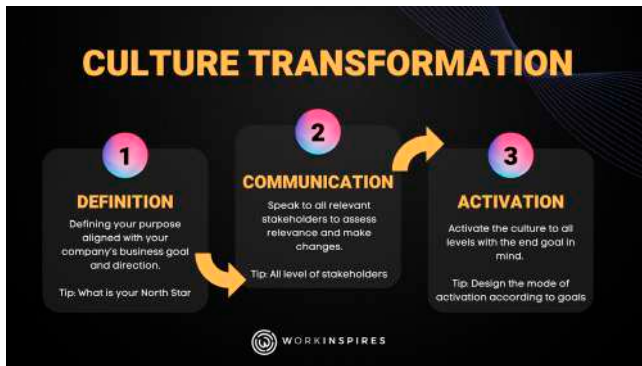 CULTURE TRANSFORMATION
1
DEFINITION
Defining your purpose
aligned with your
company's business goal
and direction.
Tip: What is your North Star
2
COMMUNICATION
Speak to all relevant
stakeholders to assess
relevance and make
changes.
Tip: All level of stakeholders
3
ACTIVATION
Activate the culture to all
levels with the end goal in
mind.
Tip: Design the mode of
activation according to goals
WORKINSPIRES